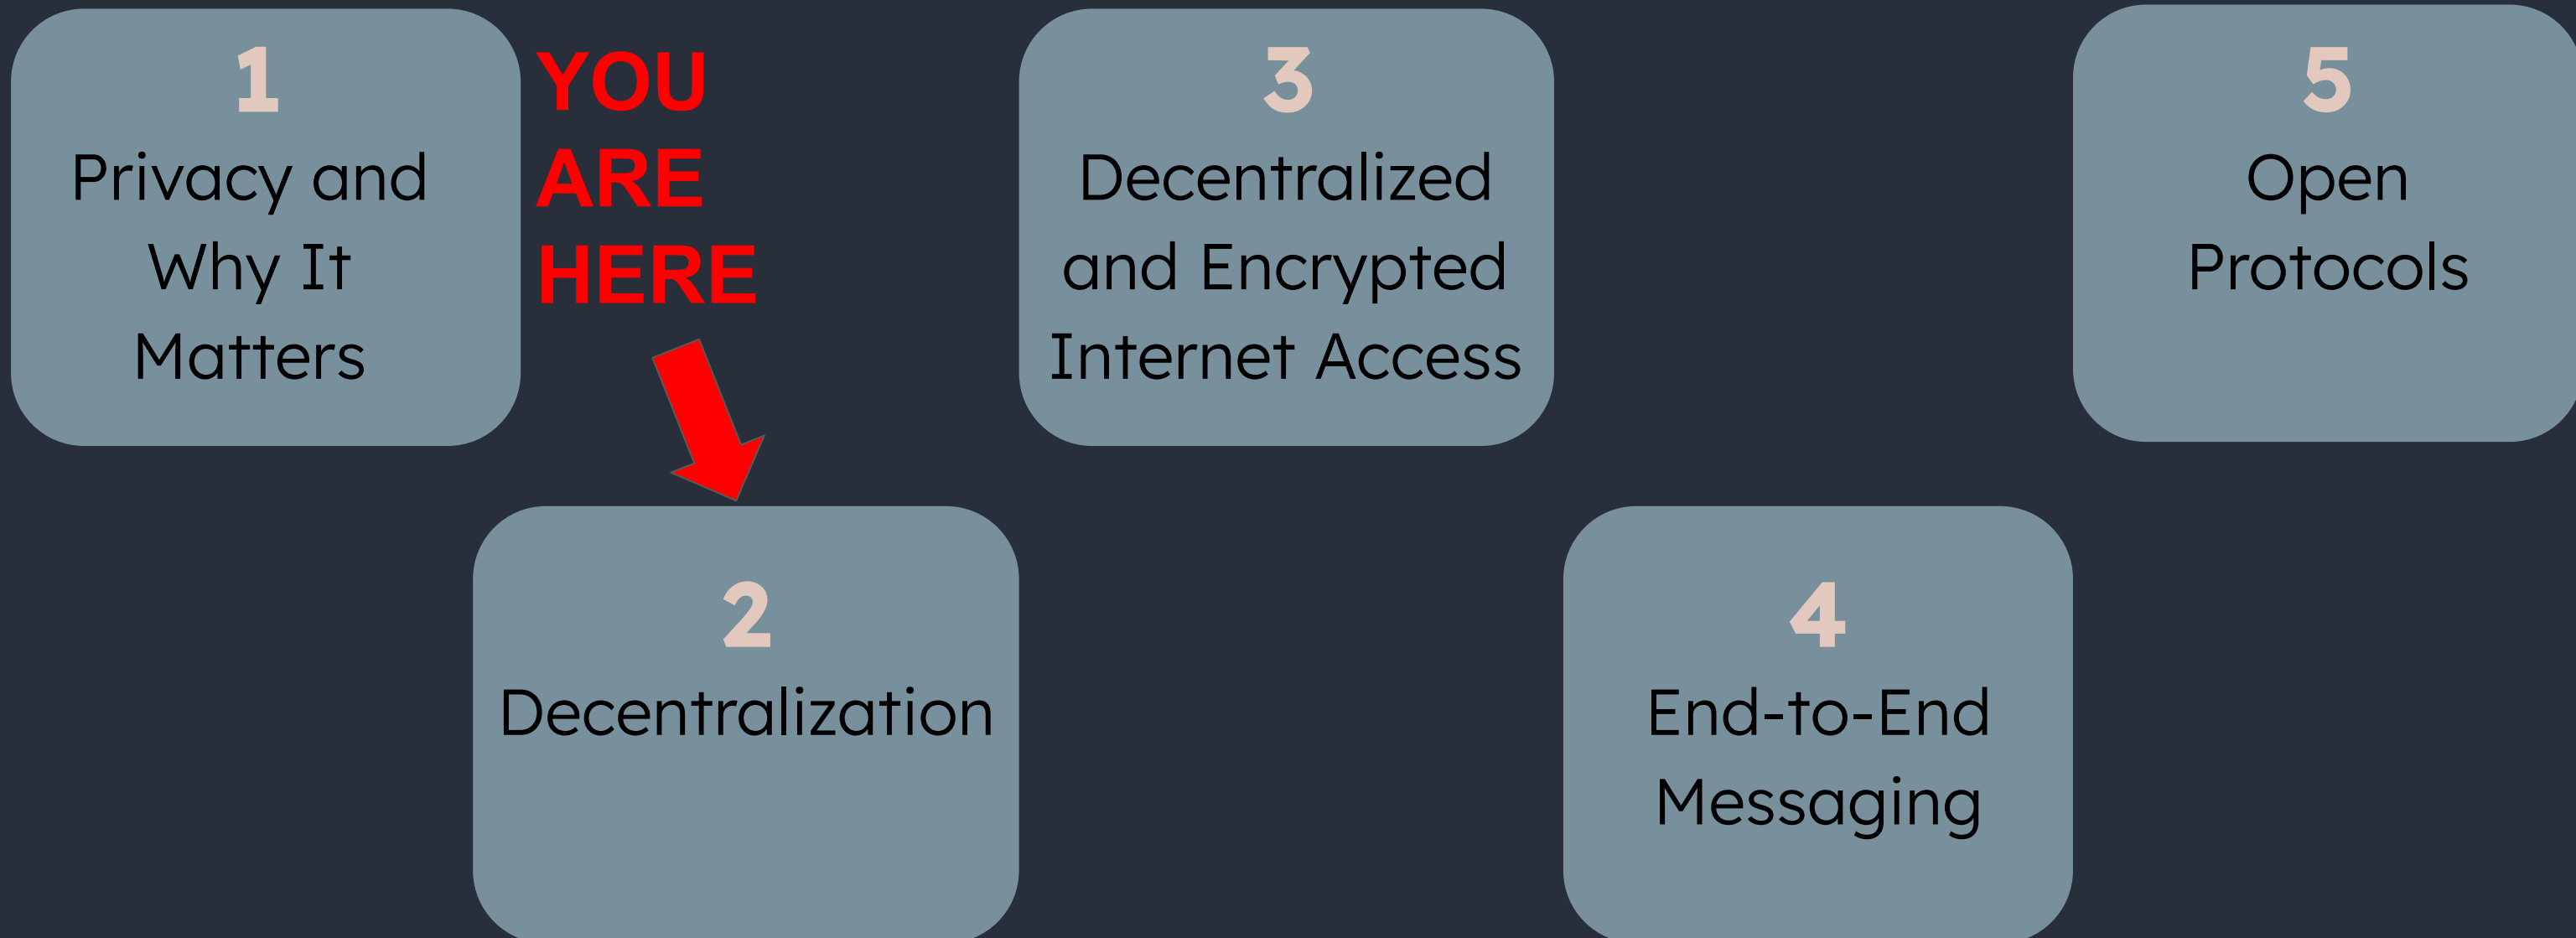 1
Privacy and
Why It
Matters
YOU
ARE
HERE
2
Decentralization
3
Decentralized
and Encrypted
Internet Access
4
End-to-End
Messaging
5
Open
Protocols